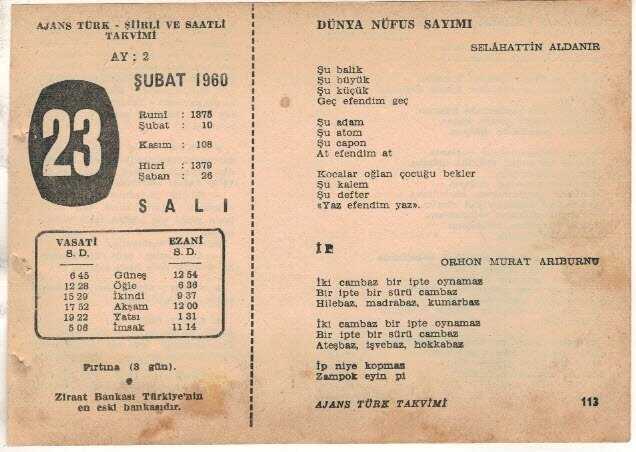 AJANS TÜRK - ŞİİRLİ VE SAATLİ
TAKVİMİ
AY : 2
ŞUBAT 1960
23
Rumî : 1375
Şubat : 10
Kasım : 108
Hicrî : 1379
Şaban : 26
SALI
VASATİ EZANİ
S. D. S. D.
6 45 Güneş 12 54
12 28 Öğle 6 36
15 29 İkindi 9 37
17 52 Akşam 12 00
19 22 Yatsı 1 31
5 06 İmsak 11 14
Fırtına (3 gün).
Ziraat Bankası Türkiye'nin
en eski bankasıdır.
DÜNYA NÜFUS SAYIMI
SELÂHATTİN ALDANIR
Şu balık
Şu büyük
Şu küçük
Geç efendim geç
Şu adam
Şu atom
Şu capon
At efendim at
Kocalar oğlan çocuğu bekler
Şu kalem
Şu defter
«Yaz efendim yaz».
İP
ORHON MURAT ARIBURNU
İki cambaz bir ipte oynamaz
Bir ipte bir sürü cambaz
Hilebaz, madrabaz, kumarbaz
İki cambaz bir ipte oynamaz
Bir ipte bir sürü cambaz
Ateşbaz, işvebaz, hokkabaz
İp niye kopmas
Zampok eyin pi
AJANS TÜRK TAKVİMİ 113